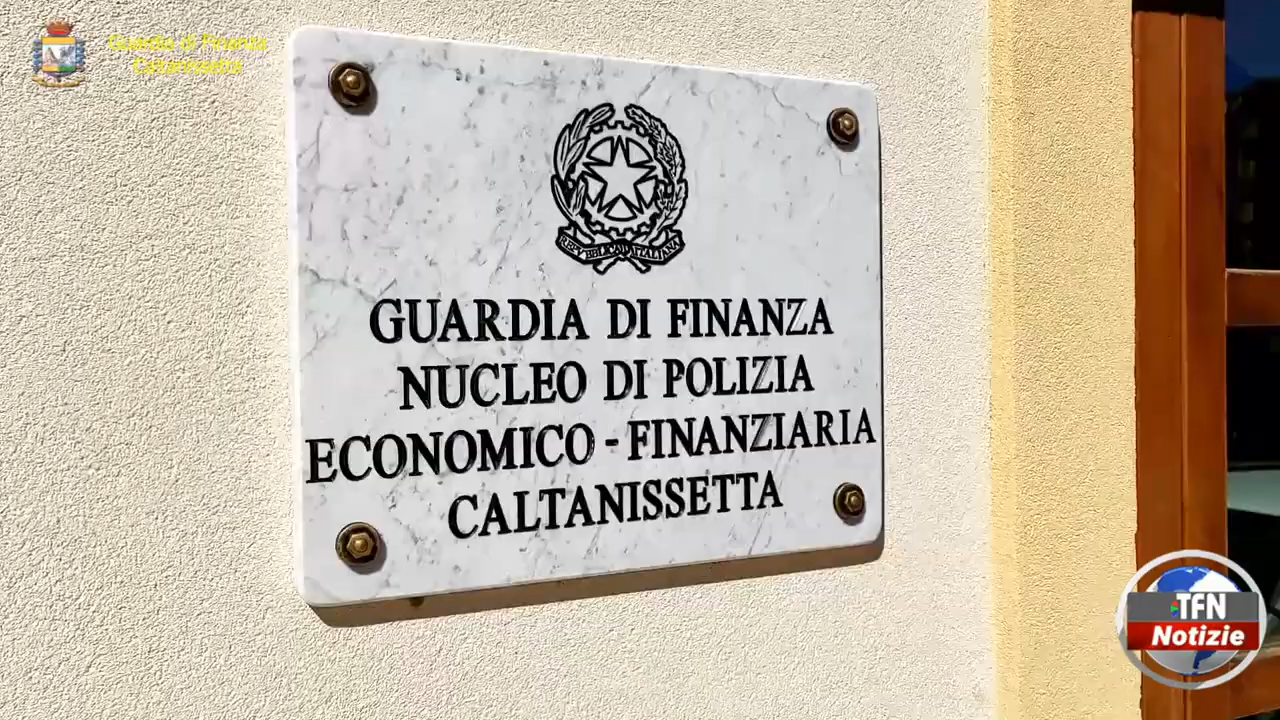 Guardia di Finanza
Caltanissetta
REPVBBLICA ITALIANA
GUARDIA DI FINANZA
NUCLEO DI POLIZIA
ECONOMICO - FINANZIARIA
CALTANISSETTA
TFN
Notizie